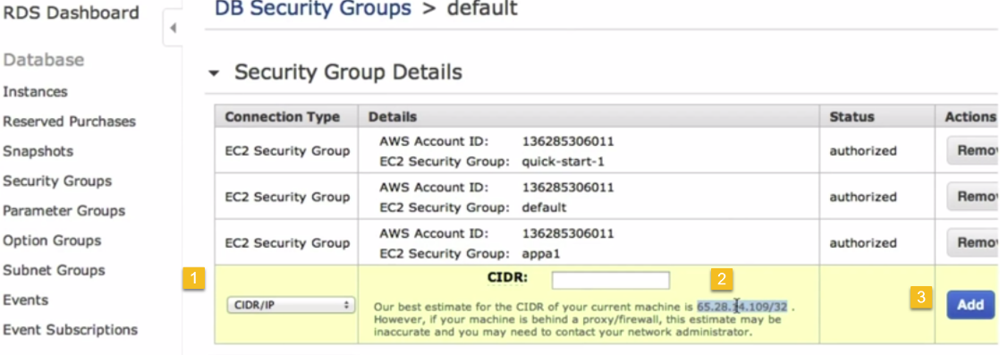 RDS Dashboard
DB Security Groups > default
Database
Instances
Reserved Purchases
Snapshots
Security Groups
Parameter Groups
Option Groups
Subnet Groups
Events
Event Subscriptions
Security Group Details
Connection Type Details Status Actions
EC2 Security Group AWS Account ID: 136285306011 authorized Remov
EC2 Security Group: quick-start-1
EC2 Security Group AWS Account ID: 136285306011 authorized Remov
EC2 Security Group: default
EC2 Security Group AWS Account ID: 136285306011 authorized Remov
EC2 Security Group: appa1
1 CIDR: 2
CIDR/IP 3 Add
Our best estimate for the CIDR of your current machine is 65.28.14.109/32 .
However, if your machine is behind a proxy/firewall, this estimate may be
inaccurate and you may need to contact your network administrator.